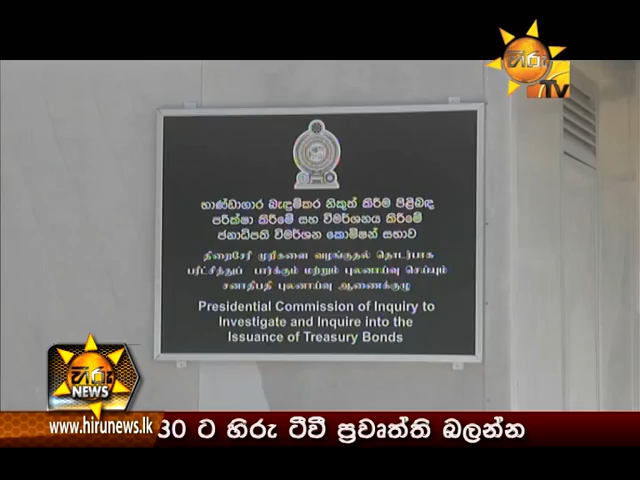 හිරු
TV
භාණ්ඩාගාර බැඳුම්කර නිකුත් කිරීම පිළිබඳ
පරීක්ෂා කිරීමේ සහ විමර්ශනය කිරීමේ
ජනාධිපති විමර්ශන කොමිෂන් සභාව
திறைசேரி முறிகளை வழங்குதல் தொடர்பாக
பரீட்சித்துப் பார்க்கும் மற்றும் புலனாய்வு செய்யும்
சனாதிபதி புலனாய்வு ஆணைக்குழு
Presidential Commission of Inquiry to
Investigate and Inquire into the
Issuance of Treasury Bonds
හිරු
NEWS
www.hirunews.lk
30 ට හිරු ටීවී ප්‍රවෘත්ති බලන්න